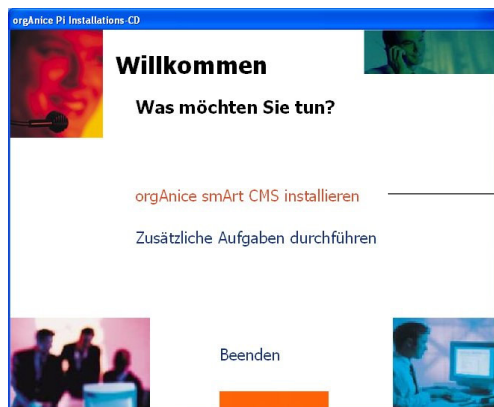 orgAnice Pi Installations-CD
Willkommen
Was möchten Sie tun?
orgAnice smArt CMS installieren
Zusätzliche Aufgaben durchführen
Beenden